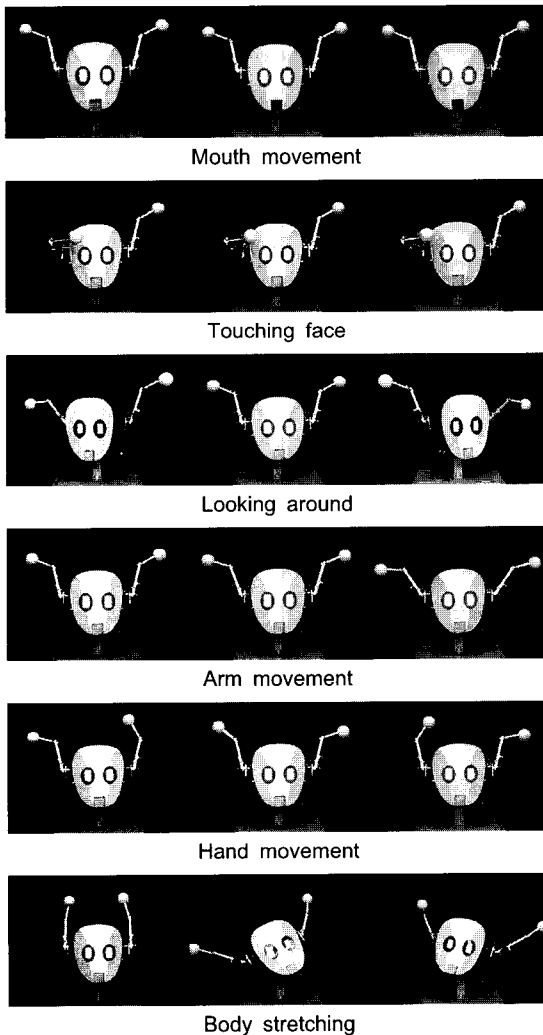 Mouth movement
Touching face
Looking around
Arm movement
Hand movement
Body stretching